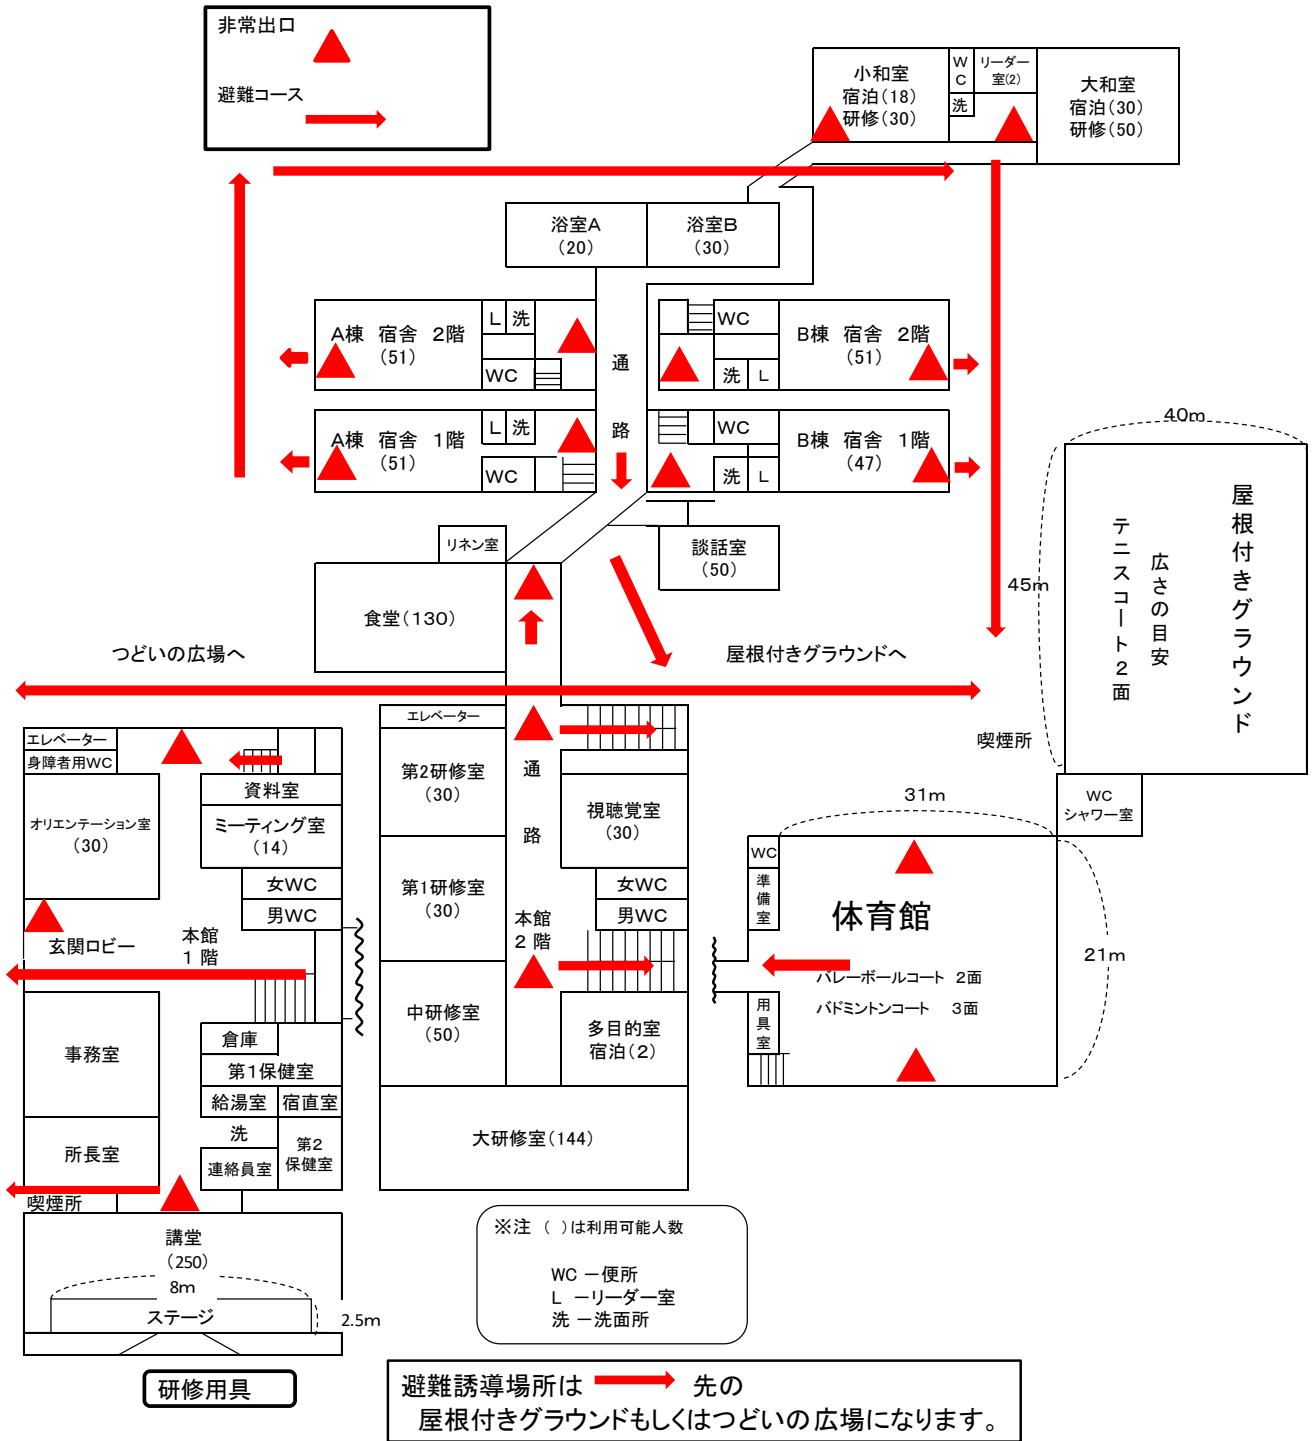 非常出口
避難コース
小和室
宿泊(18)
研修(30)
WC
洗
リーダー
室(2)
大和室
宿泊(30)
研修(50)
浴室A
(20)
浴室B
(30)
A棟 宿舎 2階
(51)
L
洗
WC
通
路
WC
洗
L
B棟 宿舎 2階
(51)
A棟 宿舎 1階
(51)
L
洗
WC
WC
洗
L
B棟 宿舎 1階
(47)
リネン室
談話室
(50)
食堂(130)
40m
45m
屋根付きグラウンド
広さの目安
テニスコート2面
つどいの広場へ
屋根付きグラウンドへ
喫煙所
WC
シャワー室
エレベーター
身障者用WC
オリエンテーション室
(30)
資料室
ミーティング室
(14)
女WC
男WC
玄関ロビー
本館
1階
事務室
倉庫
第1保健室
給湯室
宿直室
洗
連絡員室
第2
保健室
所長室
喫煙所
講堂
(250)
8m
ステージ
2.5m
研修用具
エレベーター
第2研修室
(30)
通
路
視聴覚室
(30)
第1研修室
(30)
女WC
男WC
本館
2階
中研修室
(50)
多目的室
宿泊(2)
大研修室(144)
31m
21m
WC
準備室
体育館
バレーボールコート 2面
バドミントンコート 3面
用具室
※注 ( )は利用可能人数
WC －便所
L －リーダー室
洗 －洗面所
避難誘導場所は 先の
屋根付きグラウンドもしくはつどいの広場になります。